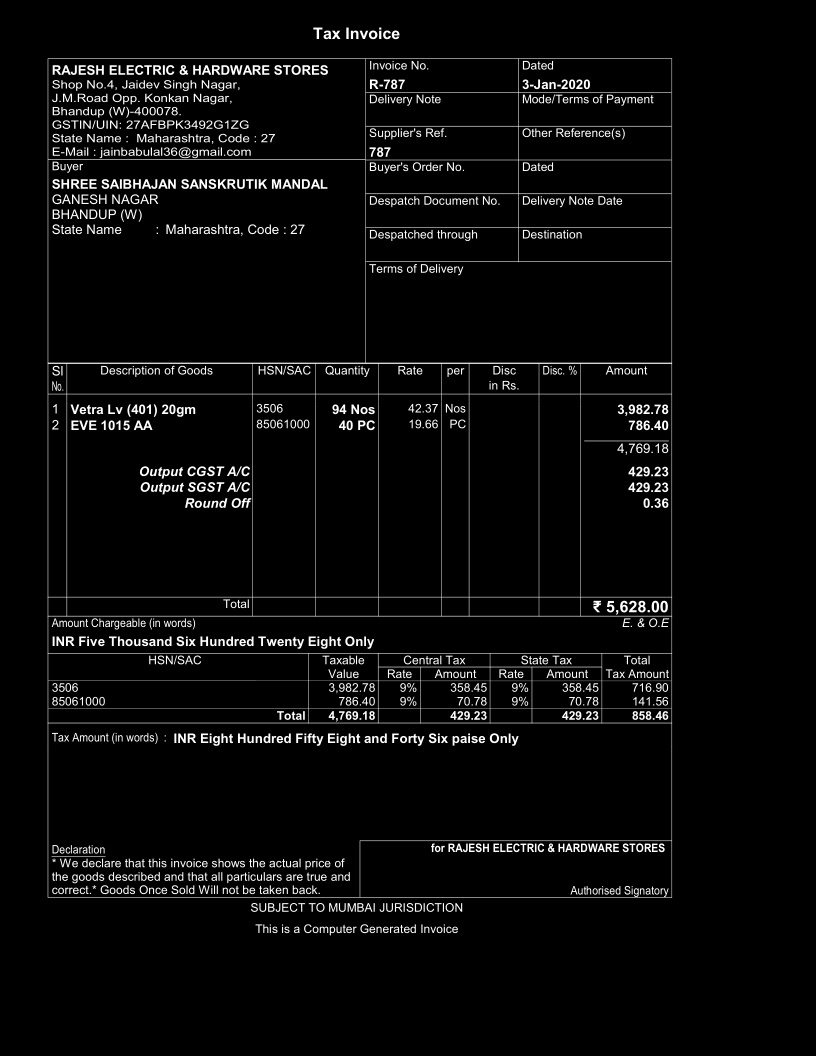 Tax Invoice
RAJESH ELECTRIC & HARDWARE STORES
Shop No.4, Jaidev Singh Nagar,
J.M.Road Opp. Konkan Nagar,
Bhandup (W)-400078.
GSTIN/UIN: 27AFBPK3492G1ZG
State Name : Maharashtra, Code : 27
E-Mail : jainbabulal36@gmail.com
Invoice No. Dated
R-787 3-Jan-2020
Delivery Note Mode/Terms of Payment
Supplier's Ref. Other Reference(s)
787
Buyer
SHREE SAIBHAJAN SANSKRUTIK MANDAL
GANESH NAGAR
BHANDUP (W)
State Name : Maharashtra, Code : 27
Buyer's Order No. Dated
Despatch Document No. Delivery Note Date
Despatched through Destination
Terms of Delivery
Sl Description of Goods HSN/SAC Quantity Rate per Disc Disc. % Amount
No. in Rs.
1 Vetra Lv (401) 20gm 3506 94 Nos 42.37 Nos 3,982.78
2 EVE 1015 AA 85061000 40 PC 19.66 PC 786.40
4,769.18
Output CGST A/C 429.23
Output SGST A/C 429.23
Round Off 0.36
Total ₹ 5,628.00
Amount Chargeable (in words) E. & O.E
INR Five Thousand Six Hundred Twenty Eight Only
HSN/SAC Taxable Central Tax State Tax Total
Value Rate Amount Rate Amount Tax Amount
3506 3,982.78 9% 358.45 9% 358.45 716.90
85061000 786.40 9% 70.78 9% 70.78 141.56
Total 4,769.18 429.23 429.23 858.46
Tax Amount (in words) : INR Eight Hundred Fifty Eight and Forty Six paise Only
Declaration
* We declare that this invoice shows the actual price of
the goods described and that all particulars are true and
correct.* Goods Once Sold Will not be taken back.
for RAJESH ELECTRIC & HARDWARE STORES
Authorised Signatory
SUBJECT TO MUMBAI JURISDICTION
This is a Computer Generated Invoice